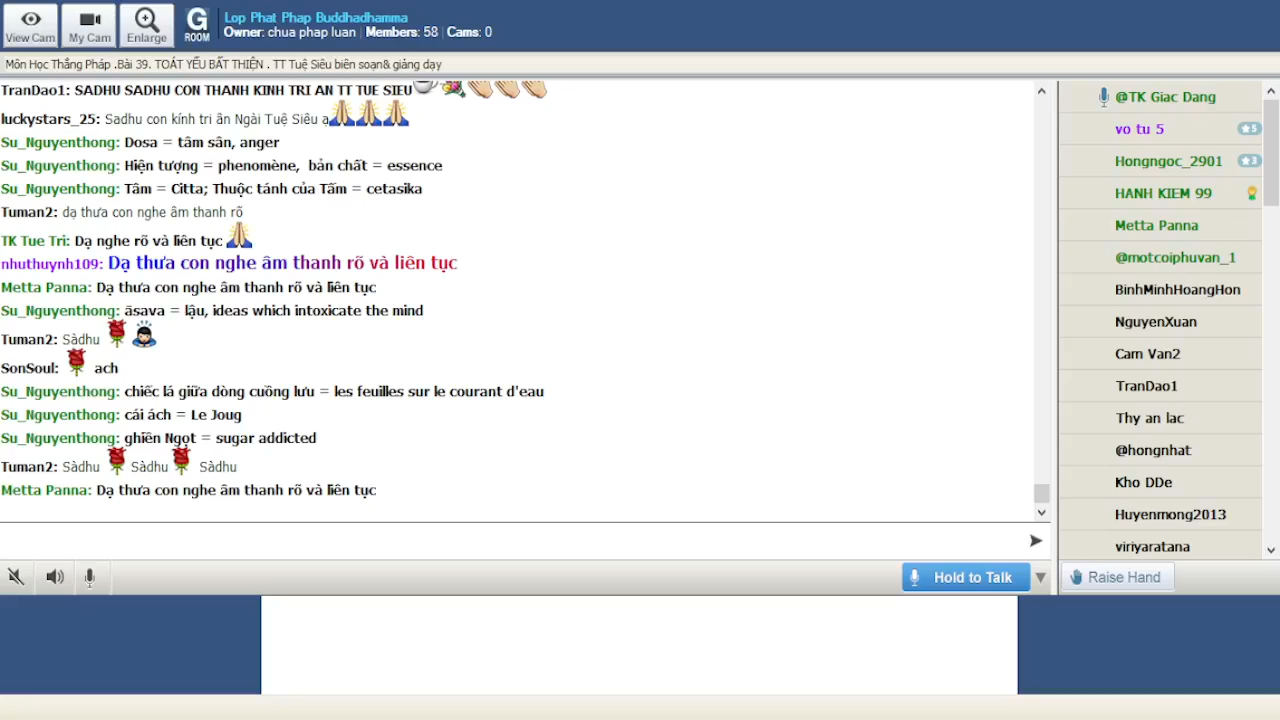 View Cam
My Cam
Enlarge
G
ROOM
Lop Phat Phap Buddhadhamma
Owner: chua phap luan | Members: 58 | Cams: 0
Môn Học Thắng Pháp .Bài 39. TOÁT YẾU BẤT THIỆN . TT Tuệ Siêu biên soạn& giảng dạy
TranDao1: SADHU SADHU CON THANH KINH TRI AN TT TUE SIEU
luckystars_25: Sadhu con kính tri ân Ngài Tuệ Siêu ạ
Su_Nguyenthong: Dosa = tâm sân, anger
Su_Nguyenthong: Hiện tượng = phenomène, bản chất = essence
Su_Nguyenthong: Tâm = Citta; Thuộc tánh của Tấm = cetasika
Tuman2: dạ thưa con nghe âm thanh rõ
TK Tue Tri: Dạ nghe rõ và liên tục
nhuthuynh109: Dạ thưa con nghe âm thanh rõ và liên tục
Metta Panna: Dạ thưa con nghe âm thanh rõ và liên tục
Su_Nguyenthong: āsava = lậu, ideas which intoxicate the mind
Tuman2: Sàdhu
SonSoul: ach
Su_Nguyenthong: chiếc lá giữa dòng cuồng lưu = les feuilles sur le courant d'eau
Su_Nguyenthong: cái ách = Le Joug
Su_Nguyenthong: ghiền Ngọt = sugar addicted
Tuman2: Sàdhu Sàdhu Sàdhu
Metta Panna: Dạ thưa con nghe âm thanh rõ và liên tục
Hold to Talk
@TK Giac Dang
vo tu 5
★5
Hongngoc_2901
★3
HANH KIEM 99
Metta Panna
@motcoiphuvan_1
BinhMinhHoangHon
NguyenXuan
Cam Van2
TranDao1
Thy an lac
@hongnhat
Kho DDe
Huyenmong2013
viriyaratana
Raise Hand